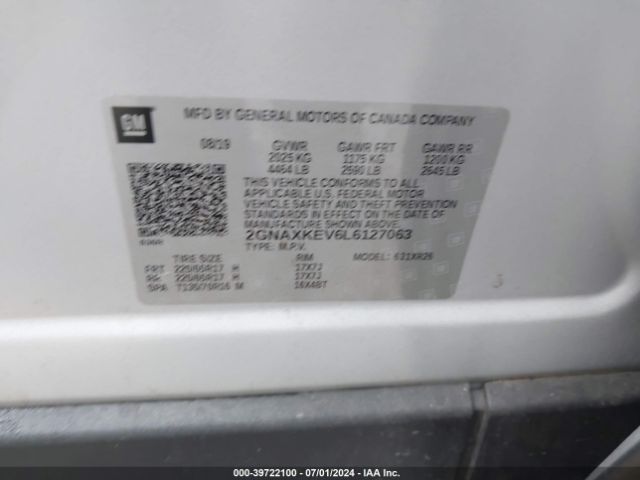 GM
MFD BY GENERAL MOTORS OF CANADA COMPANY
08/19 GVWR GAWR FRT GAWR RR
2025 KG 1175 KG 1200 KG
4464 LB 2590 LB 2645 LB
THIS VEHICLE CONFORMS TO ALL
APPLICABLE U.S. FEDERAL MOTOR
VEHICLE SAFETY, BUMPER, AND
THEFT PREVENTION STANDARDS
IN EFFECT ON THE DATE OF
MANUFACTURE SHOWN ABOVE.
2GNAXKEV6L6127063
TYPE: M.P.V. MODEL:
TIRE SIZE RIM
FRT 225/65R17 H 17X7J
RR 225/65R17 H 17X7J
SPA T135/70R16 M 16X4BT
000-39722100 - 07/01/2024 - IAA Inc.